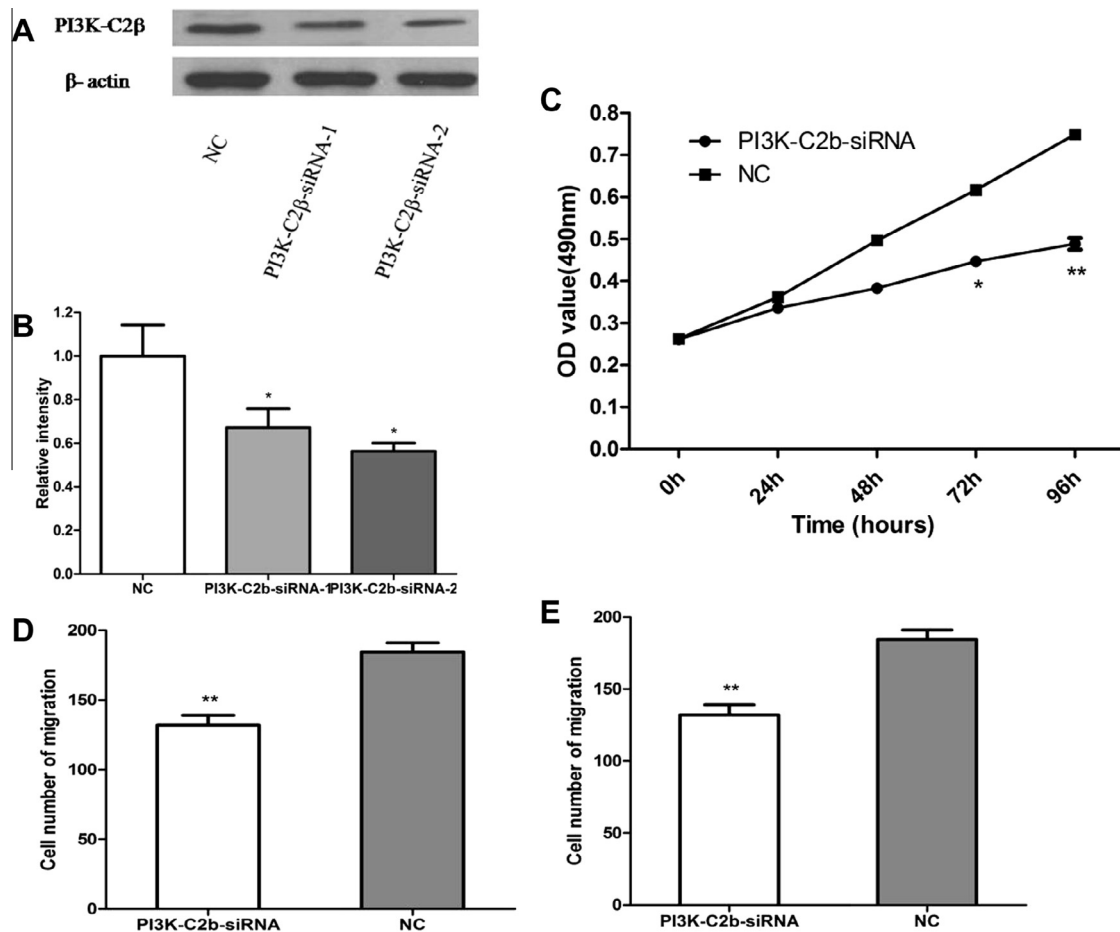 A
PI3K-C2β
β- actin
NC
PI3K-C2β-siRNA-1
PI3K-C2β-siRNA-2
B
Relative intensity
1.2
1.0
0.8
0.6
0.4
0.2
0.0
*
*
NC
PI3K-C2b-siRNA-1
PI3K-C2b-siRNA-2
C
OD value(490nm)
0.8
0.7
0.6
0.5
0.4
0.3
0.2
0.1
0.0
PI3K-C2b-siRNA
NC
*
**
0h
24h
48h
72h
96h
Time (hours)
D
Cell number of migration
200
150
100
50
0
**
PI3K-C2b-siRNA
NC
E
Cell number of migration
200
150
100
50
0
**
PI3K-C2b-siRNA
NC